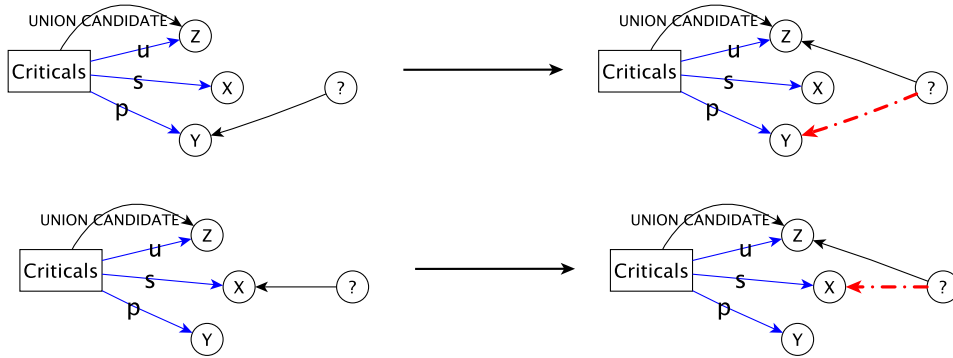 UNION CANDIDATE Z
u
Criticals s X ?
p
Y
UNION CANDIDATE Z
u
Criticals s X ?
p
Y
UNION CANDIDATE Z
u
Criticals s X ?
p
Y
UNION CANDIDATE Z
u
Criticals s X ?
p
Y